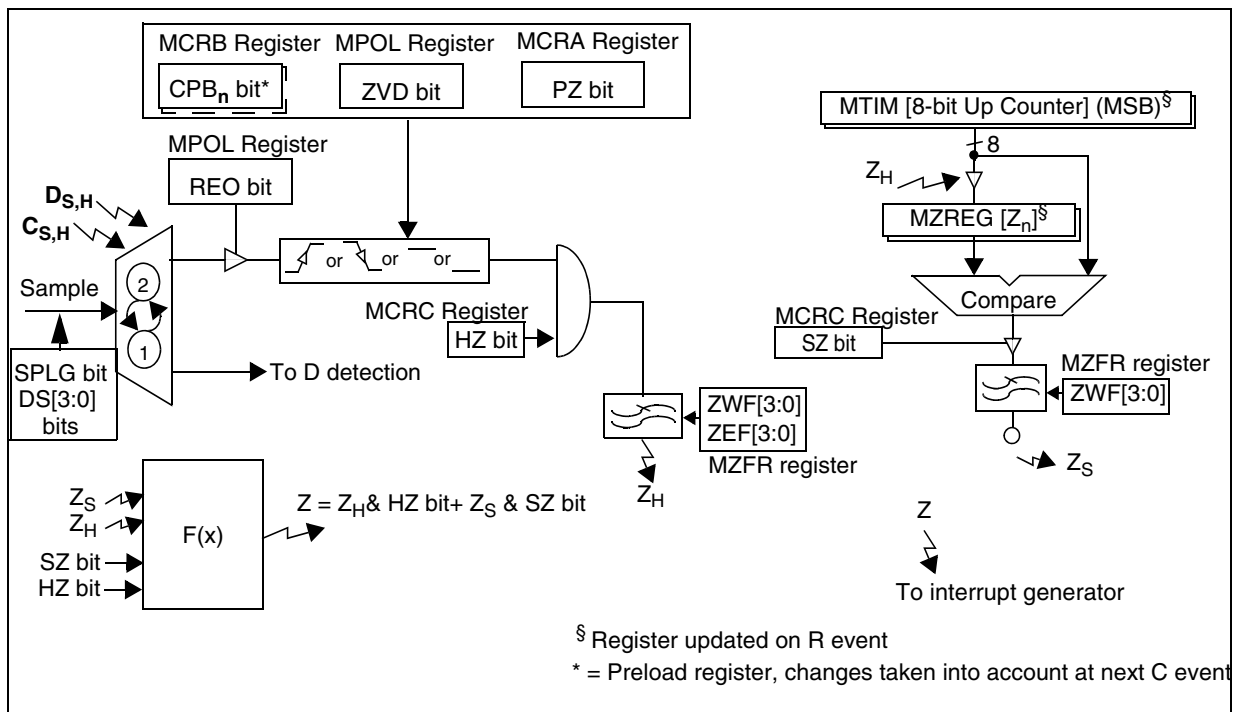 MCRB Register MPOL Register MCRA Register
CPBn bit* ZVD bit PZ bit
MPOL Register
REO bit
DS,H
CS,H
Sample
2
1
SPLG bit
DS[3:0]
bits
or or or
To D detection
MCRC Register
HZ bit
ZWF[3:0]
ZEF[3:0]
MZFR register
ZH
MTIM [8-bit Up Counter] (MSB)§
8
ZH
MZREG [Zn]§
Compare
MCRC Register
SZ bit
MZFR register
ZWF[3:0]
ZS
ZS
ZH
SZ bit
HZ bit
F(x)
Z = ZH& HZ bit+ ZS & SZ bit
Z
To interrupt generator
§ Register updated on R event
* = Preload register, changes taken into account at next C event